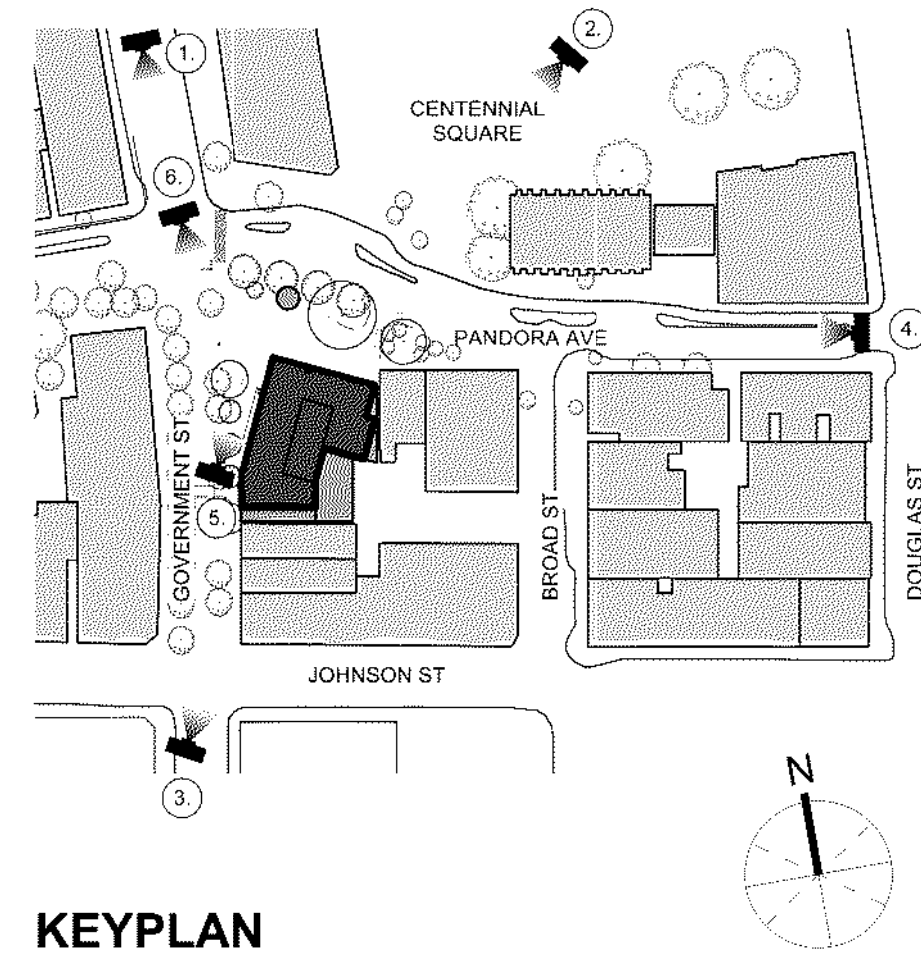 2.
1.
CENTENNIAL
SQUARE
6.
PANDORA AVE
4.
GOVERNMENT ST
5.
BROAD ST
DOUGLAS ST
JOHNSON ST
3.
N
KEYPLAN